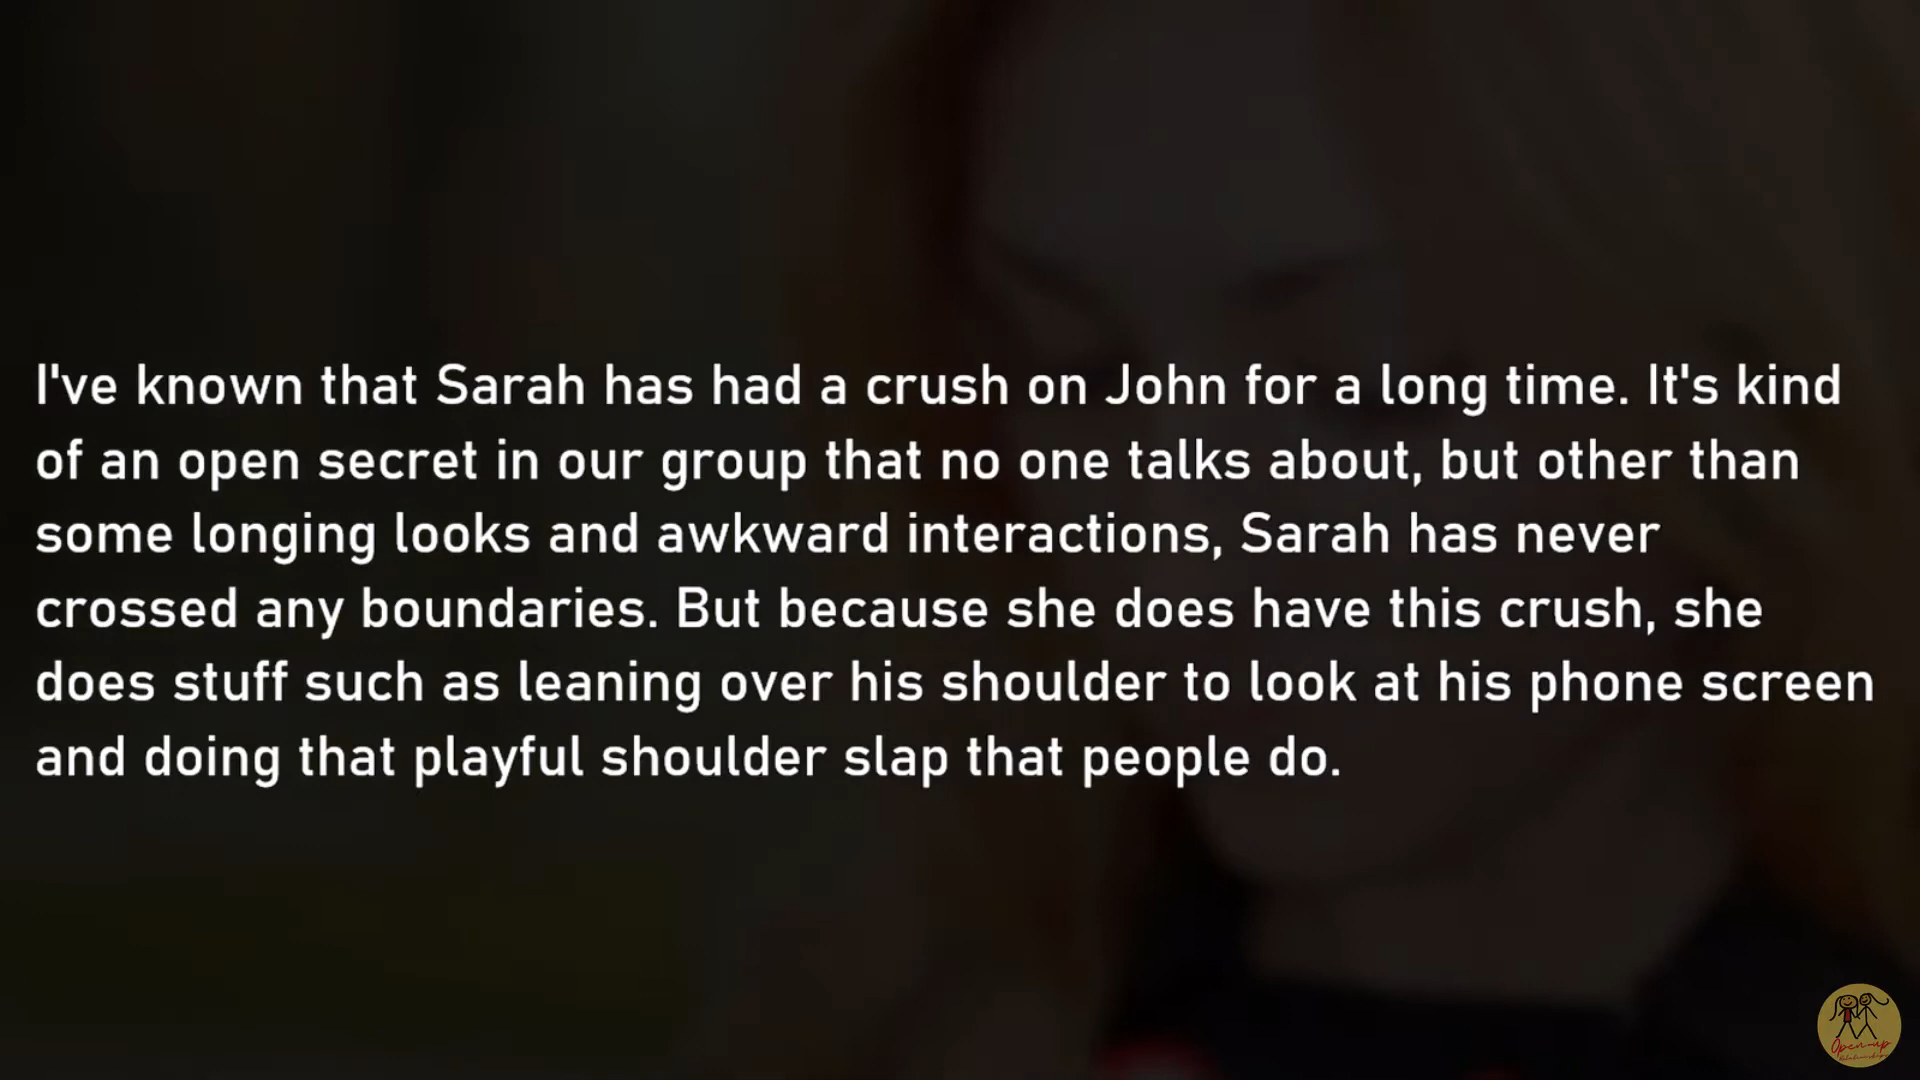 I've known that Sarah has had a crush on John for a long time. It's kind
of an open secret in our group that no one talks about, but other than
some longing looks and awkward interactions, Sarah has never
crossed any boundaries. But because she does have this crush, she
does stuff such as leaning over his shoulder to look at his phone screen
and doing that playful shoulder slap that people do.
Open-up